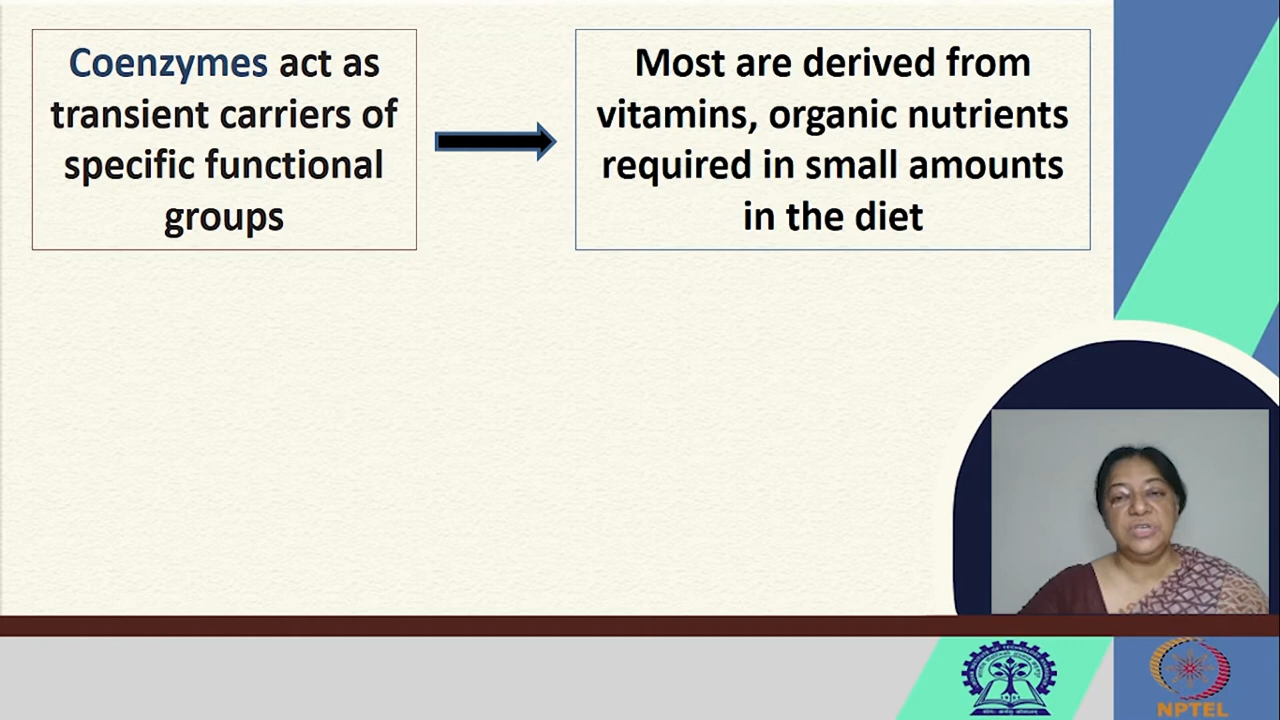 Coenzymes act as
transient carriers of
specific functional
groups
Most are derived from
vitamins, organic nutrients
required in small amounts
in the diet
NPTEL